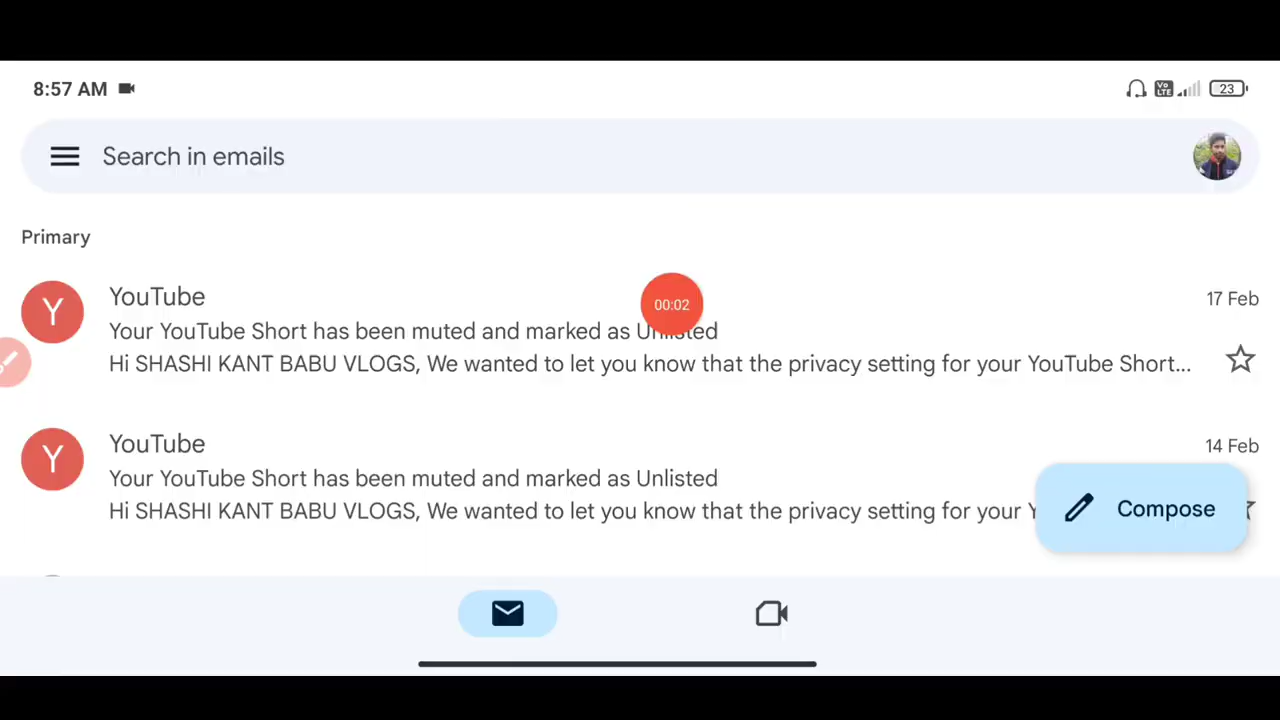 8:57 AM
Vo LTE
23
Search in emails
Primary
Y
YouTube
17 Feb
00:02
Your YouTube Short has been muted and marked as Unlisted
Hi SHASHI KANT BABU VLOGS, We wanted to let you know that the privacy setting for your YouTube Short...
Y
YouTube
14 Feb
Your YouTube Short has been muted and marked as Unlisted
Hi SHASHI KANT BABU VLOGS, We wanted to let you know that the privacy setting for your
Compose